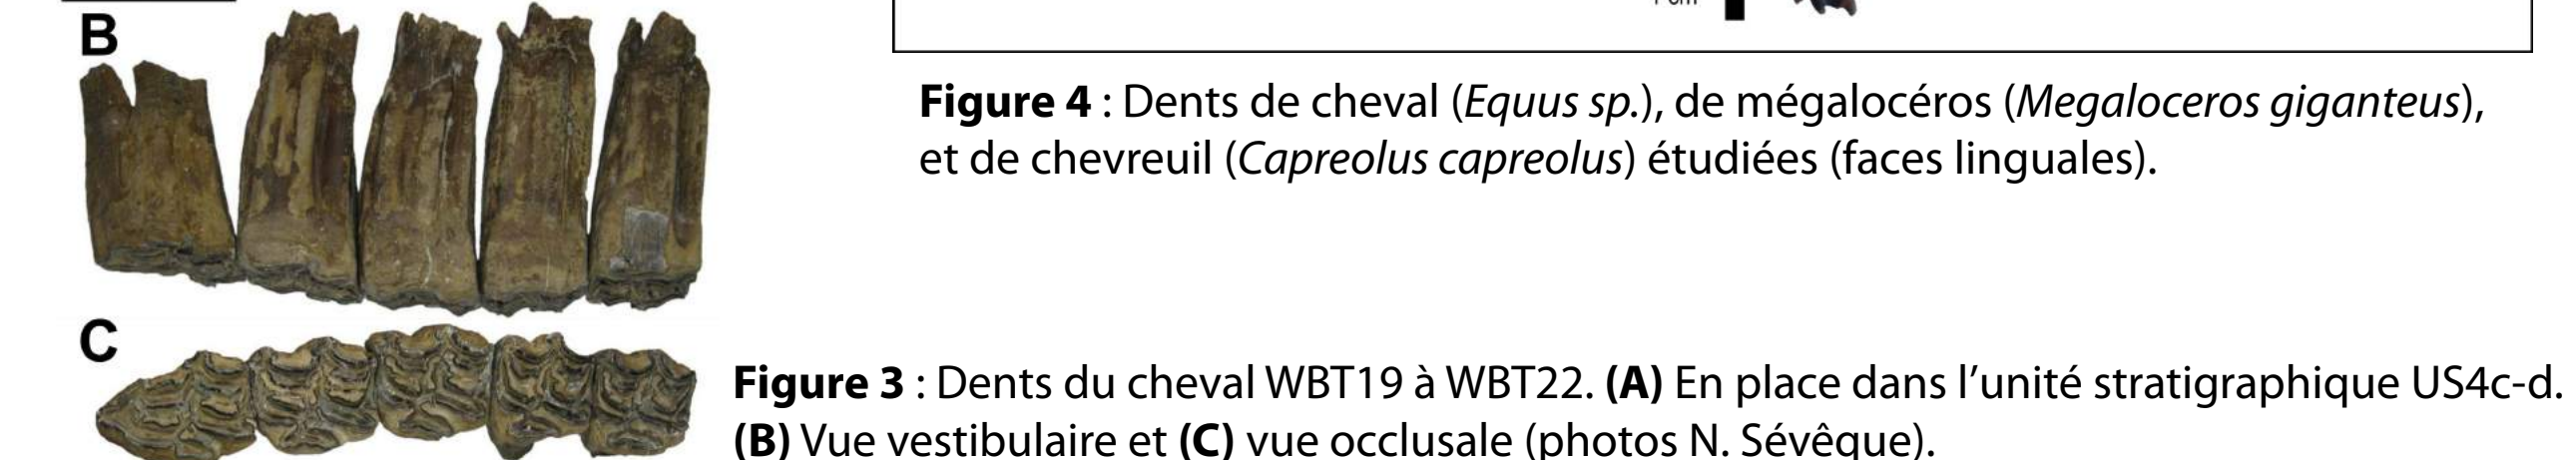 B
1 cm
Figure 4 : Dents de cheval (Equus sp.), de mégalocéros (Megaloceros giganteus),
et de chevreuil (Capreolus capreolus) étudiées (faces linguales).
C
Figure 3 : Dents du cheval WBT19 à WBT22. (A) En place dans l’unité stratigraphique US4c-d.
(B) Vue vestibulaire et (C) vue occlusale (photos N. Sévêque).